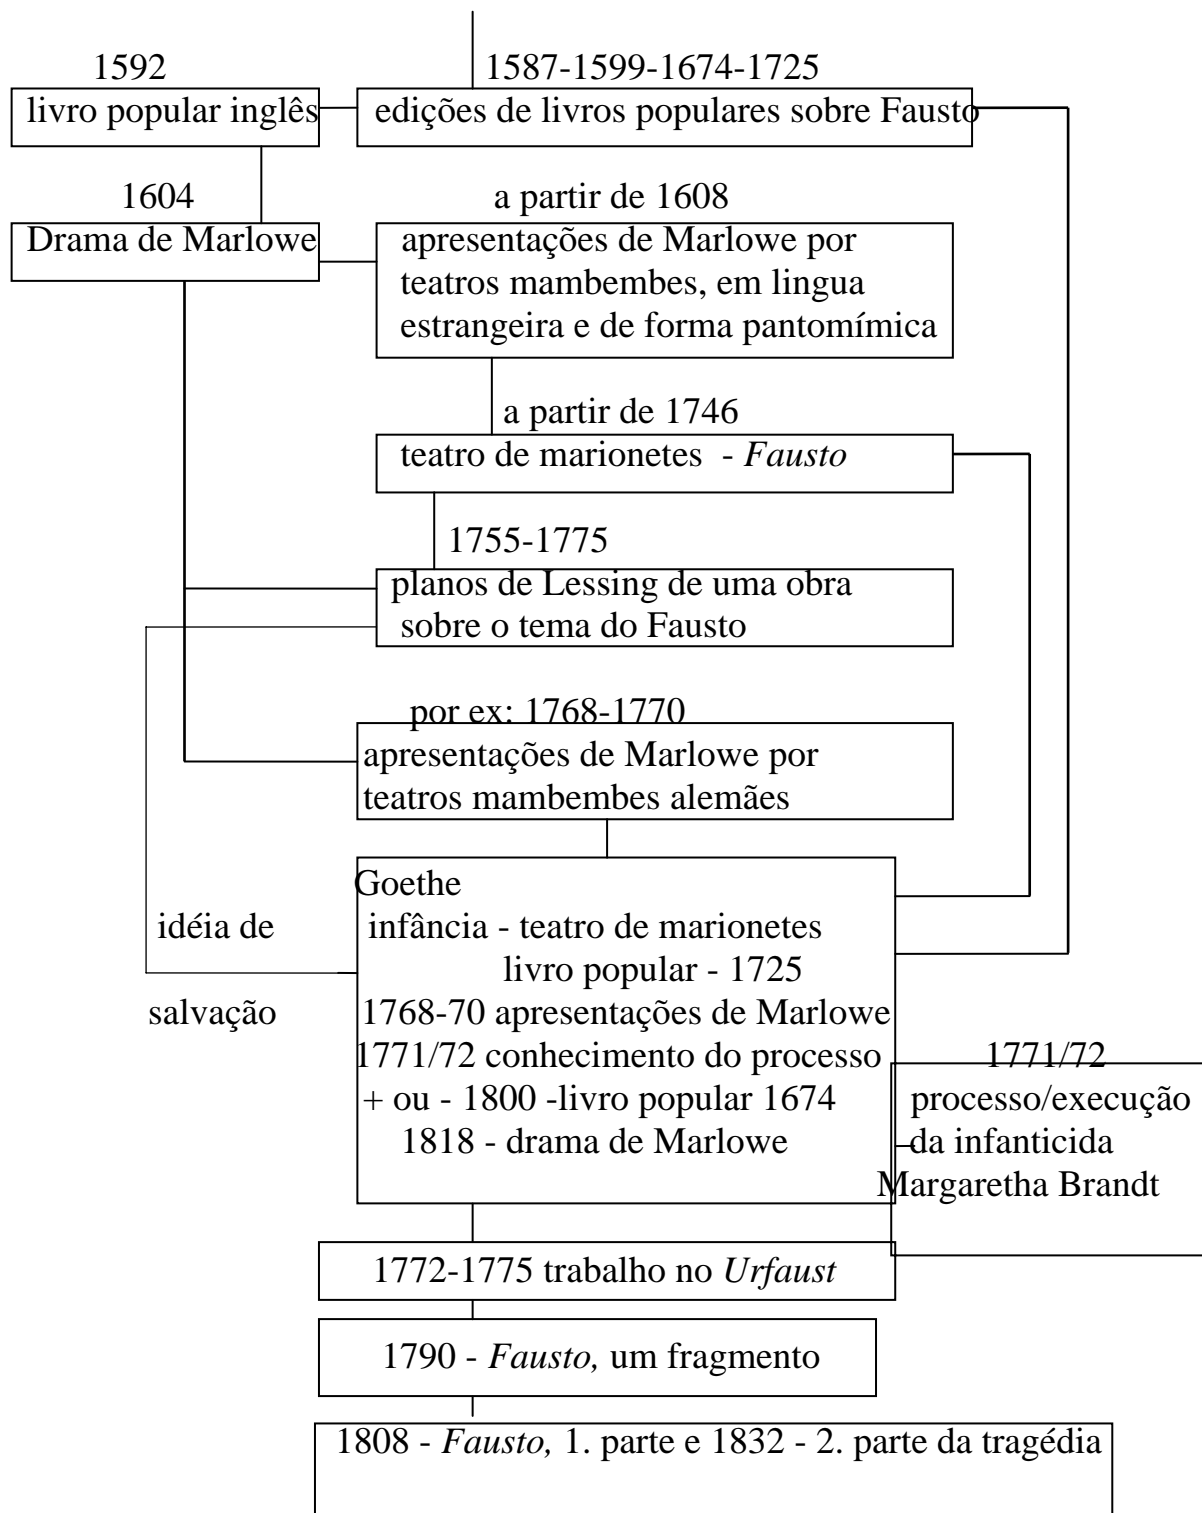 1592
1587-1599-1674-1725
livro popular inglês
edições de livros populares sobre Fausto
1604
a partir de 1608
Drama de Marlowe
apresentações de Marlowe por
teatros mambembes, em lingua
estrangeira e de forma pantomímica
a partir de 1746
teatro de marionetes - Fausto
1755-1775
planos de Lessing de uma obra
sobre o tema do Fausto
por ex: 1768-1770
apresentações de Marlowe por
teatros mambembes alemães
Goethe
idéia de
infância - teatro de marionetes
livro popular - 1725
salvação
1768-70 apresentações de Marlowe
1771/72 conhecimento do processo
1771/72
+ ou - 1800 -livro popular 1674
processo/execução
1818 - drama de Marlowe
da infanticida
Margaretha Brandt
1772-1775 trabalho no Urfaust
1790 - Fausto, um fragmento
1808 - Fausto, 1. parte e 1832 - 2. parte da tragédia